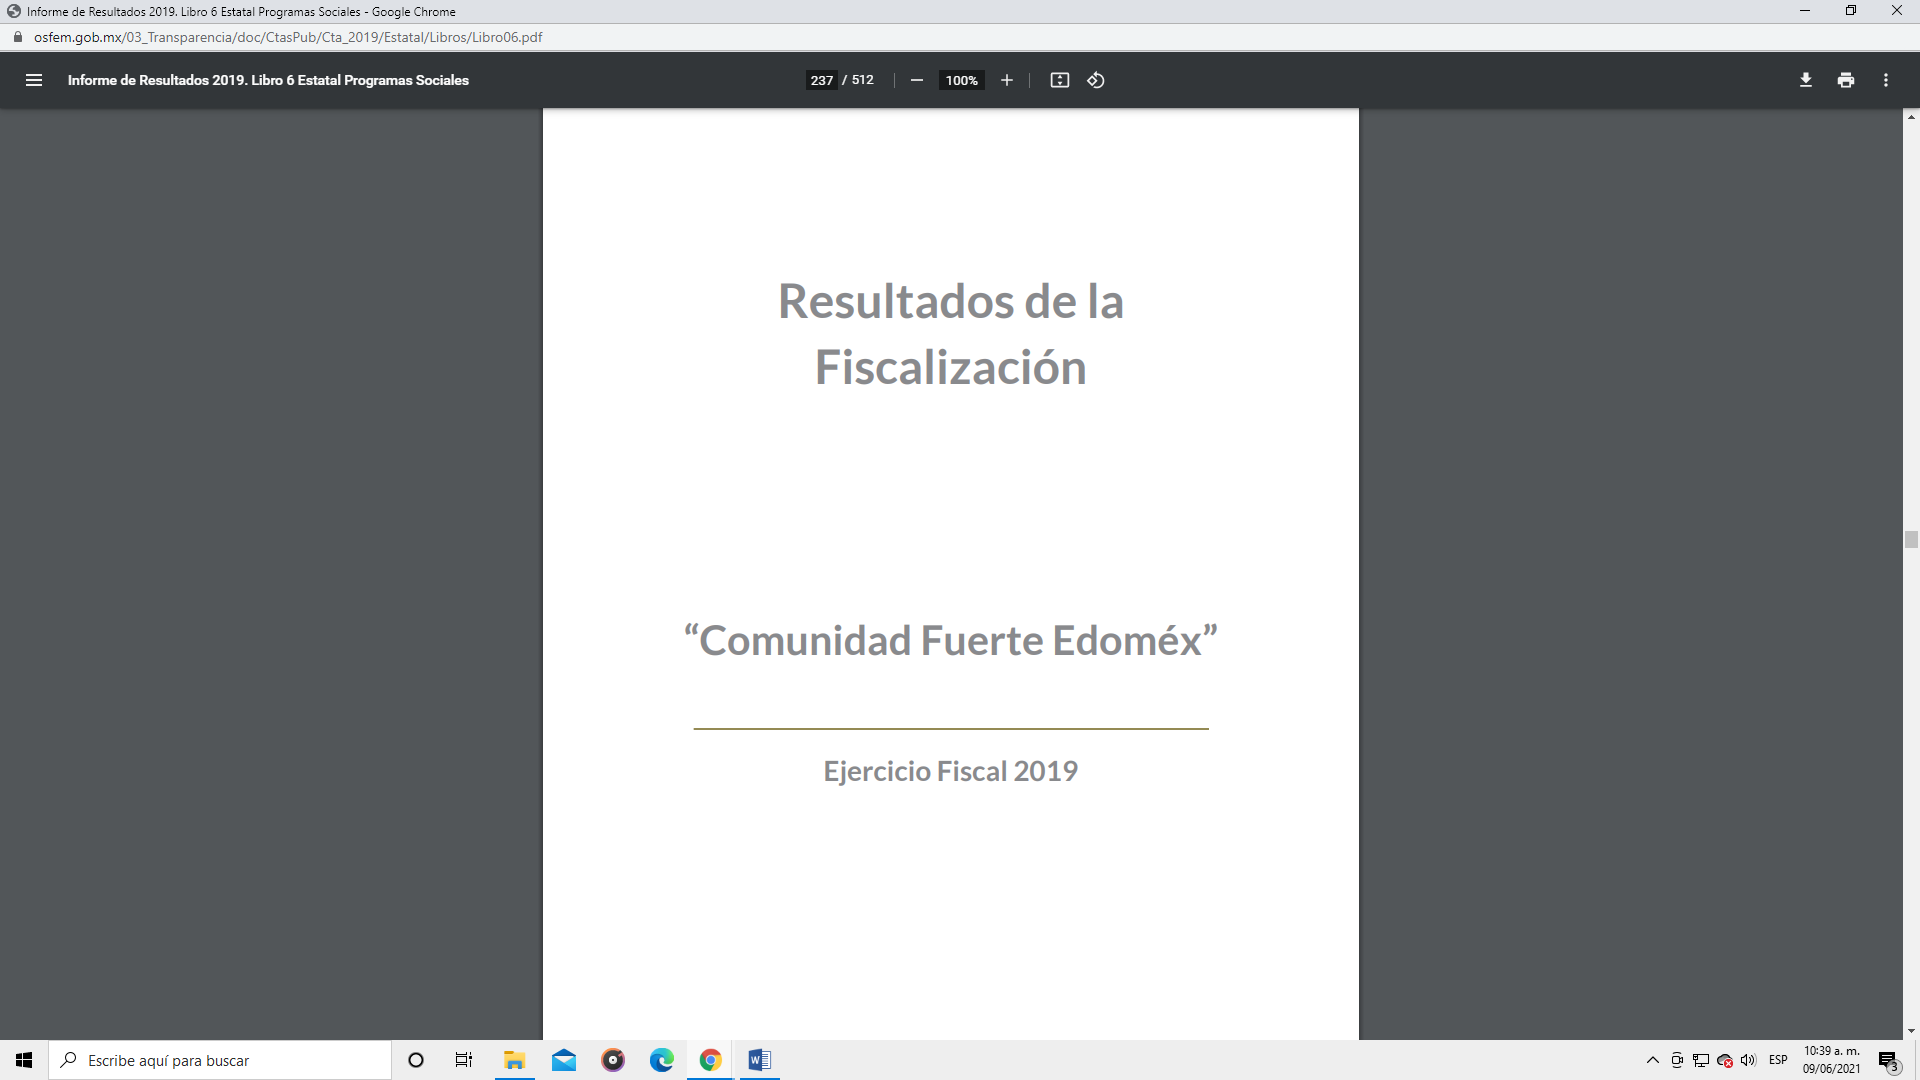 Informe de Resultados 2019. Libro 6 Estatal Programas Sociales - Google Chrome
osfem.gob.mx/03_Transparencia/doc/CtasPub/Cta_2019/Estatal/Libros/Libro06.pdf
Informe de Resultados 2019. Libro 6 Estatal Programas Sociales
237 / 512
100%
Resultados de la
Fiscalización
“Comunidad Fuerte Edoméx”
Ejercicio Fiscal 2019
Escribe aquí para buscar
ESP
10:39 a. m.
09/06/2021
3